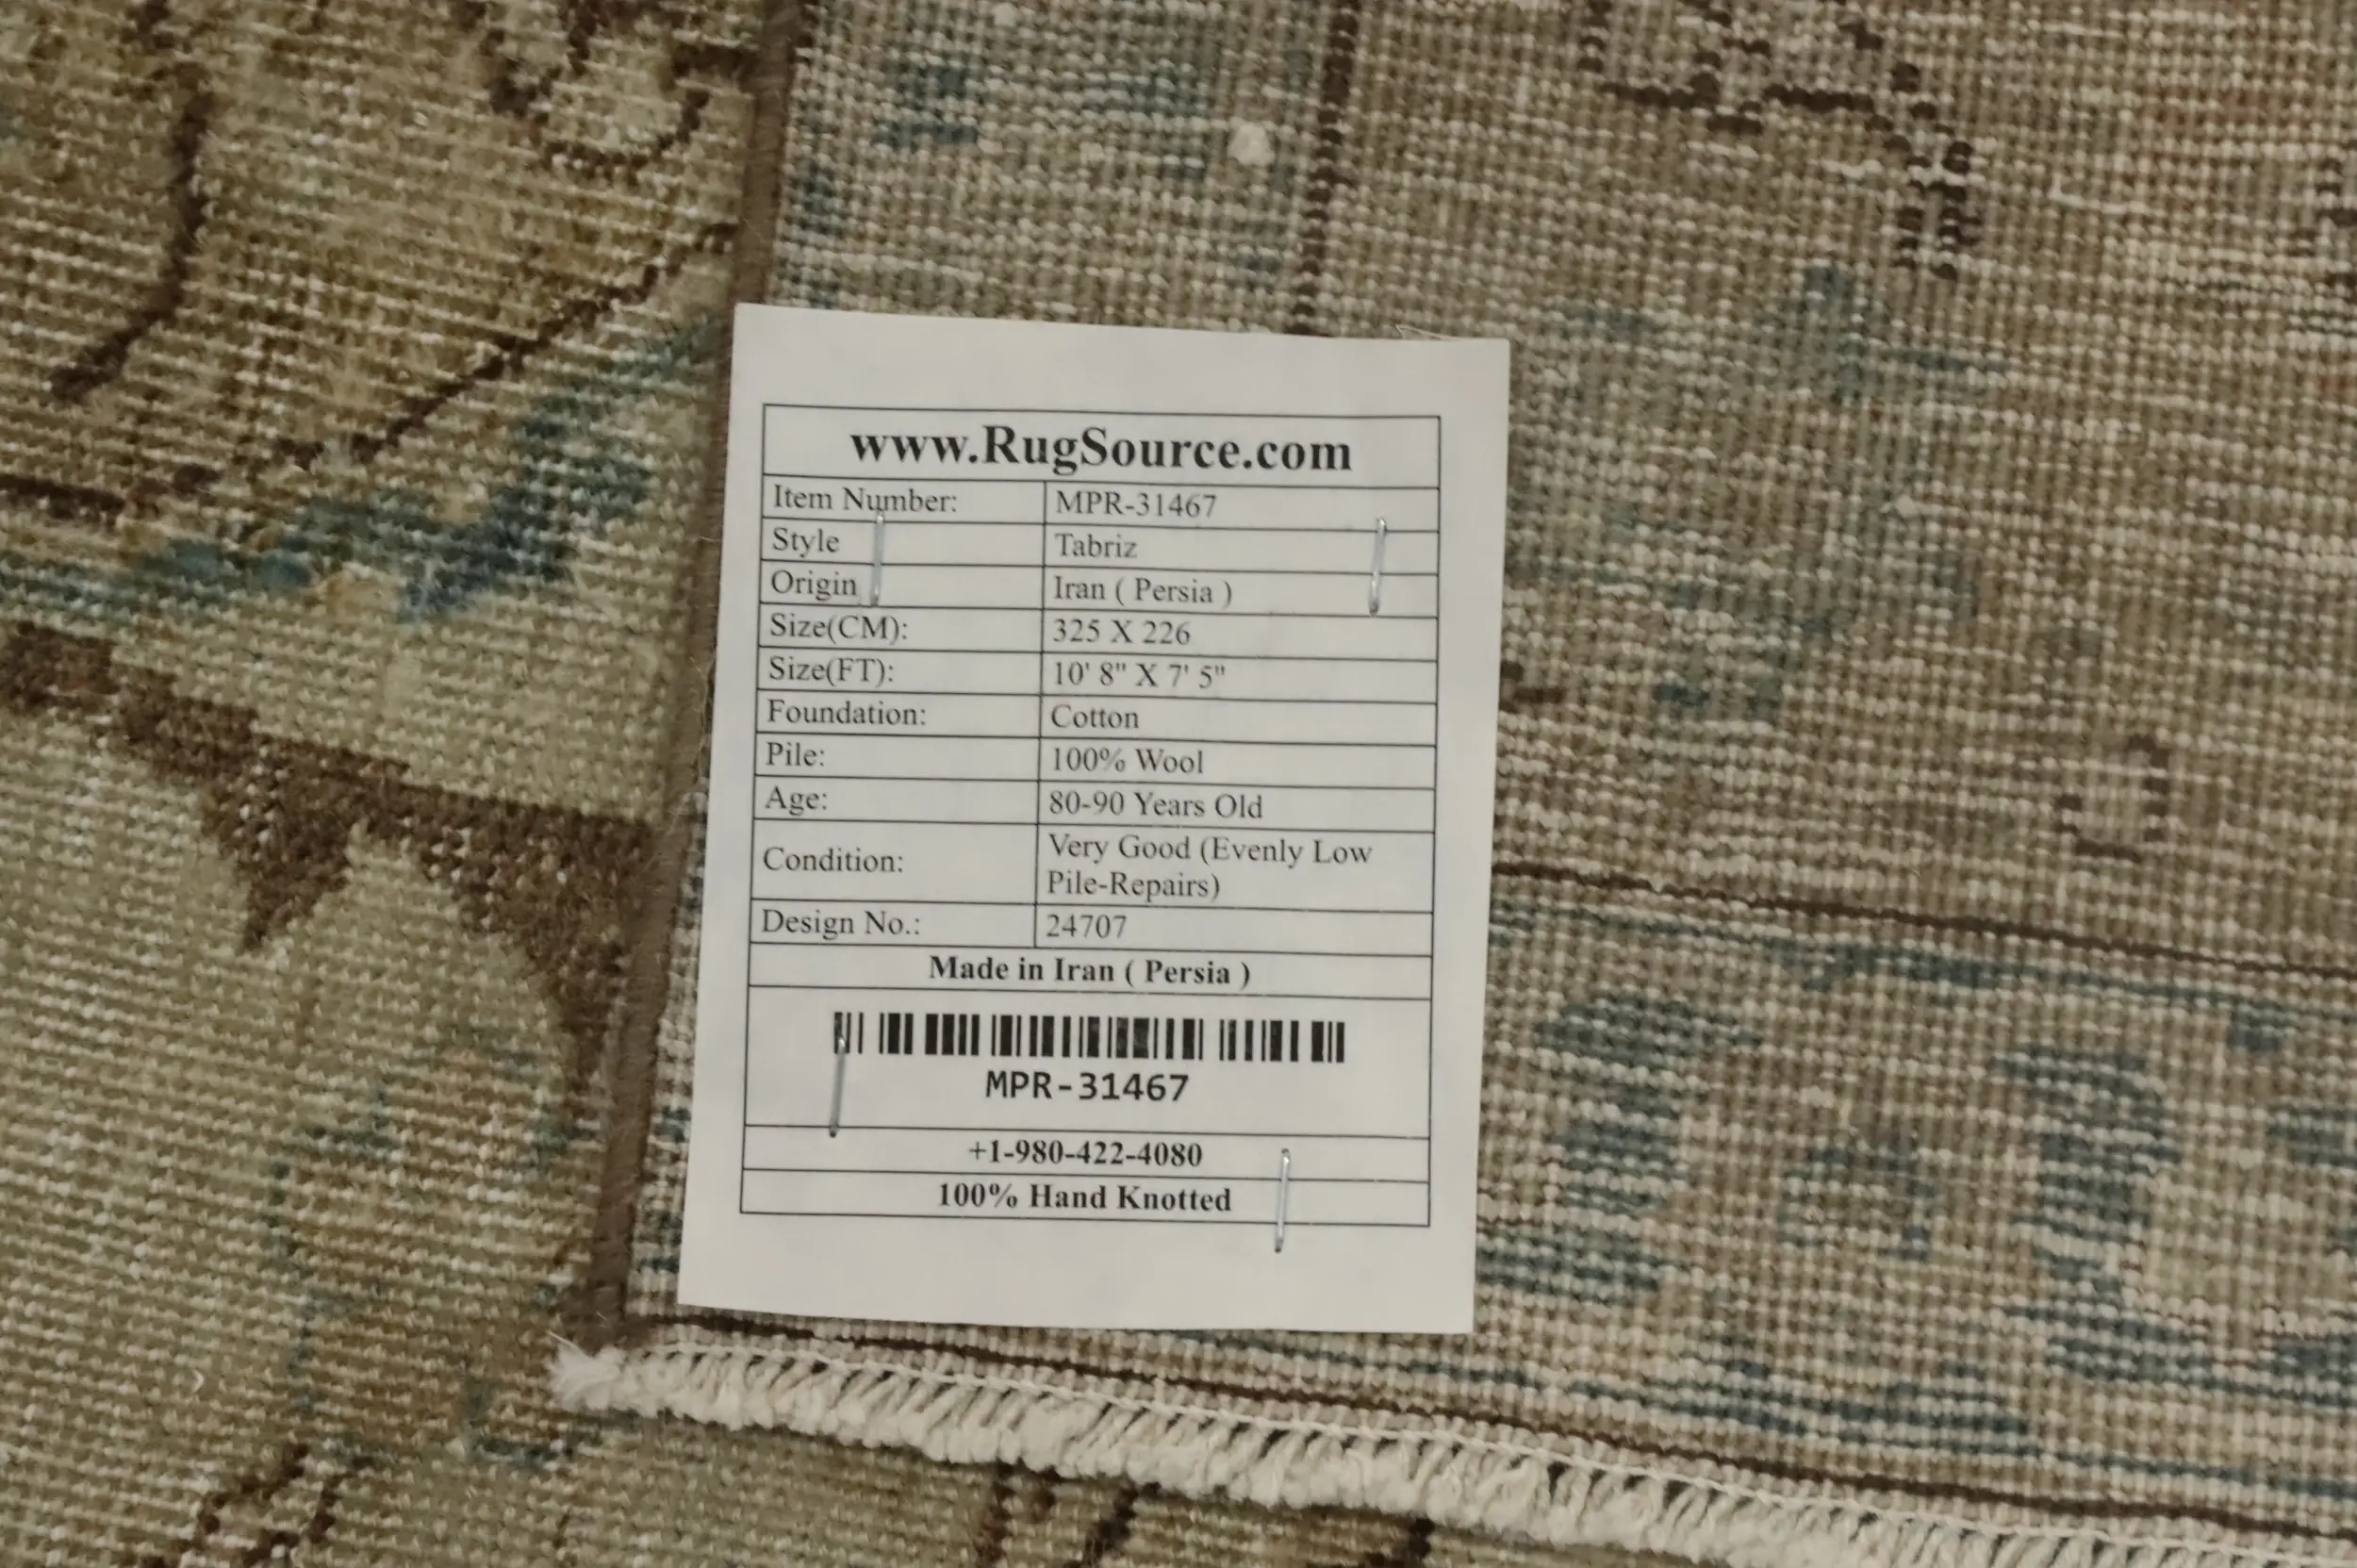 www.RugSource.com
Item Number: MPR-31467
Style Tabriz
Origin Iran ( Persia )
Size(CM): 325 X 226
Size(FT): 10' 8" X 7' 5"
Foundation: Cotton
Pile: 100% Wool
Age: 80-90 Years Old
Condition: Very Good (Evenly Low
Pile-Repairs)
Design No.: 24707
Made in Iran ( Persia )
MPR-31467
+1-980-422-4080
100% Hand Knotted